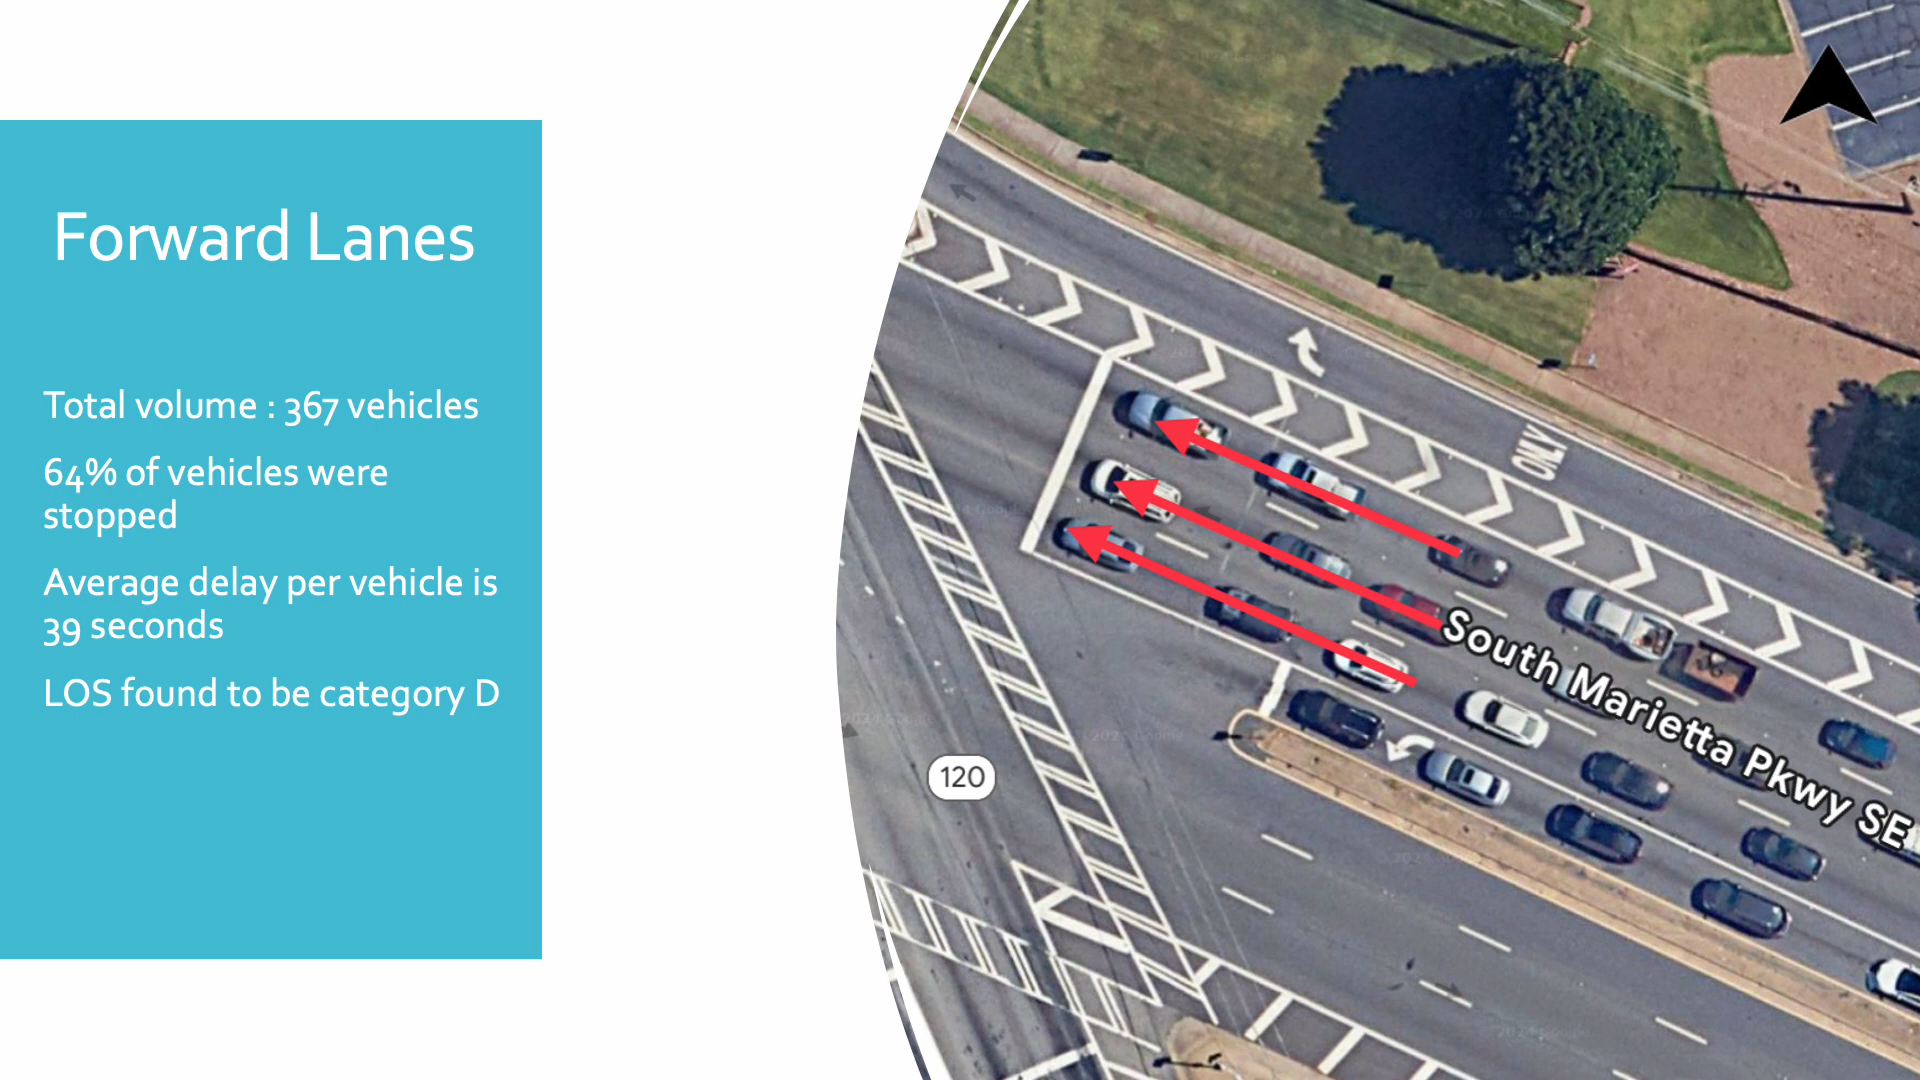 Forward Lanes
Total volume : 367 vehicles
64% of vehicles were
stopped
Average delay per vehicle is
39 seconds
LOS found to be category D
ONLY
South Marietta Pkwy SE
120